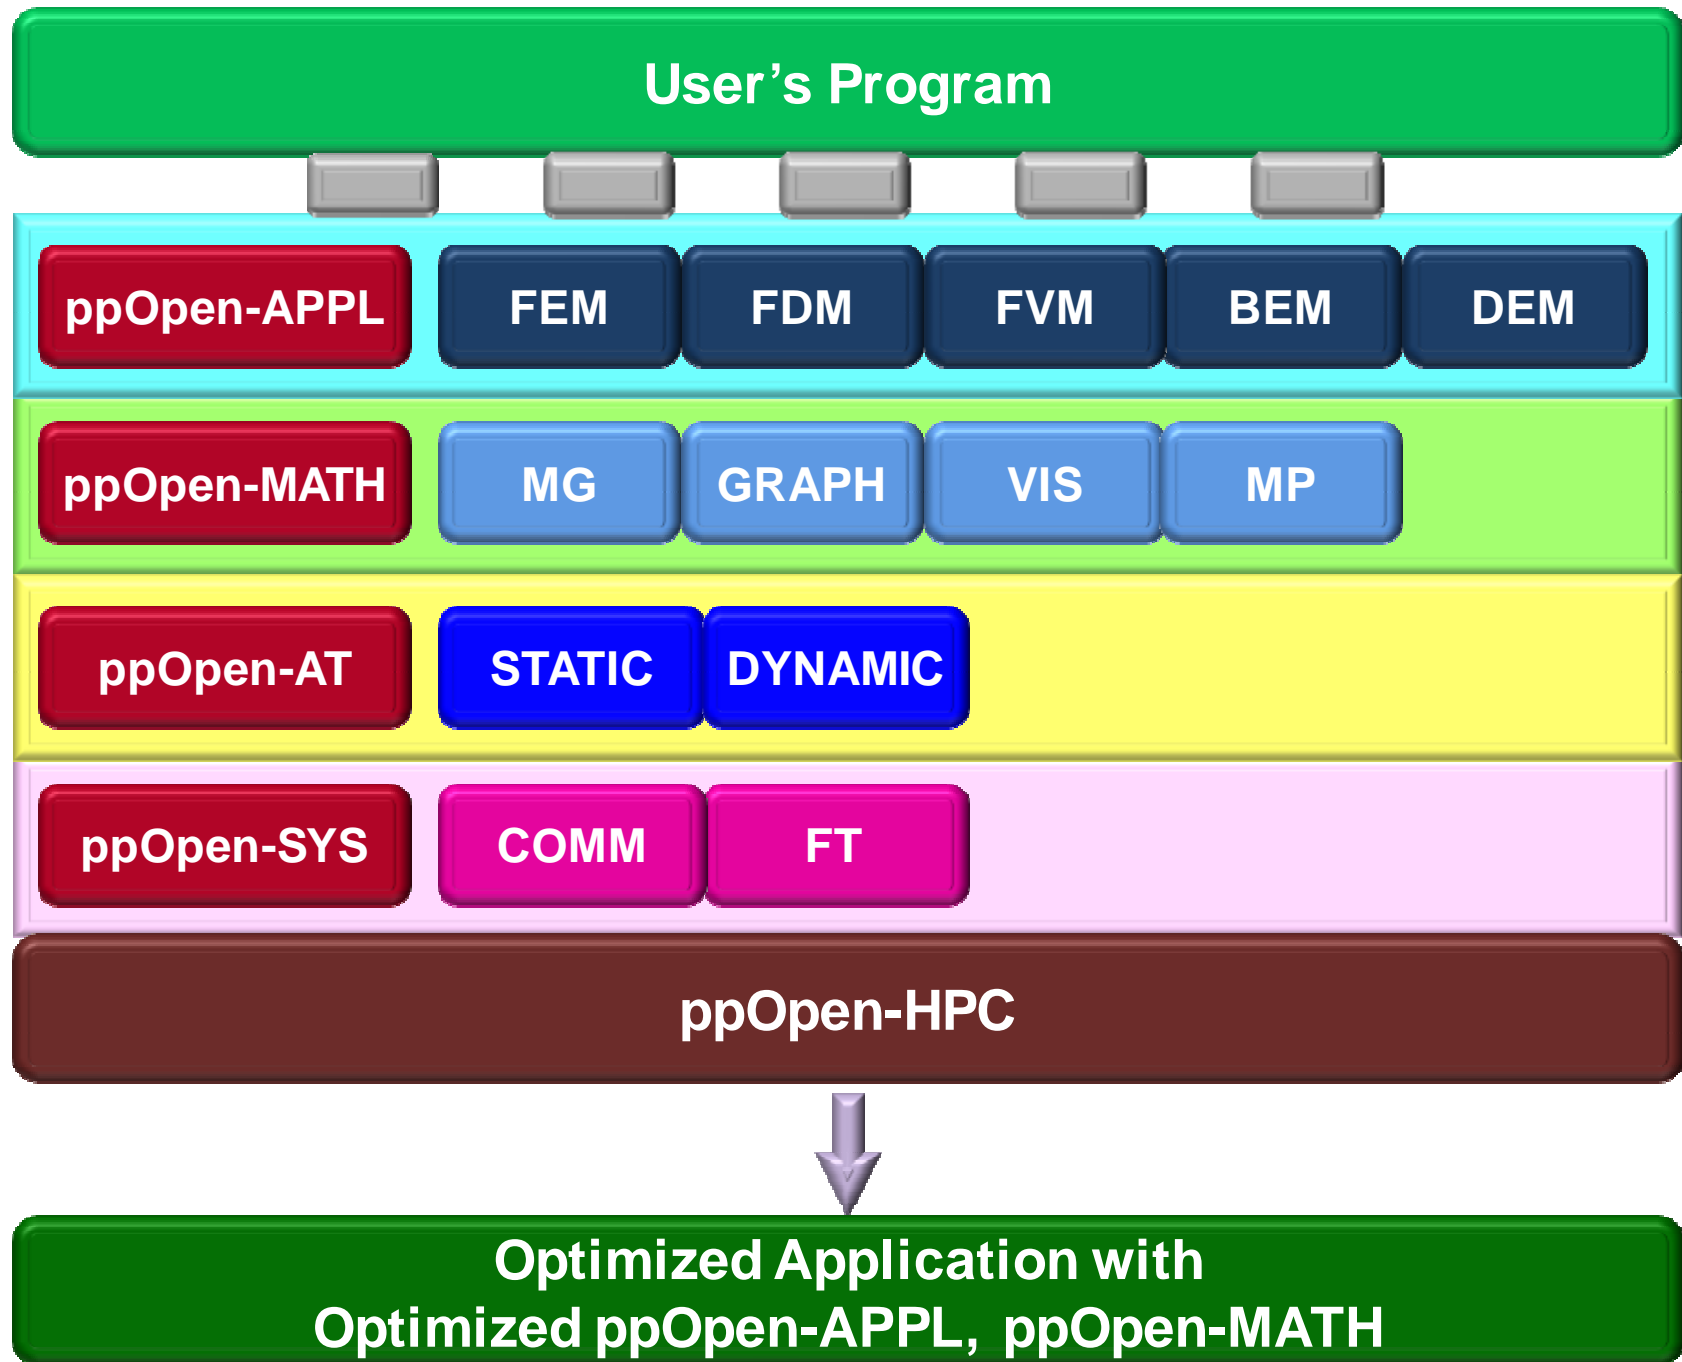 User’s Program
ppOpen-APPL FEM FDM FVM BEM DEM
ppOpen-MATH MG GRAPH VIS MP
ppOpen-AT STATIC DYNAMIC
ppOpen-SYS COMM FT
ppOpen-HPC
Optimized Application with
Optimized ppOpen-APPL, ppOpen-MATH